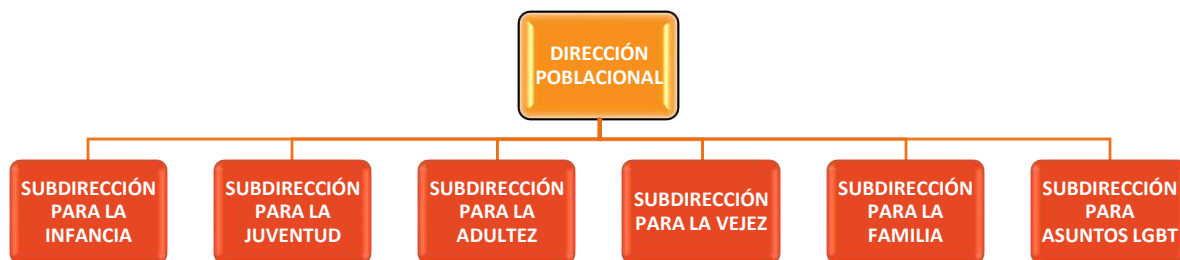 DIRECCIÓN
POBLACIONAL
SUBDIRECCIÓN
PARA LA
INFANCIA
SUBDIRECCIÓN
PARA LA
JUVENTUD
SUBDIRECCIÓN
PARA LA
ADULTEZ
SUBDIRECCIÓN
PARA LA VEJEZ
SUBDIRECCIÓN
PARA LA
FAMILIA
SUBDIRECCIÓN
PARA
ASUNTOS LGBT